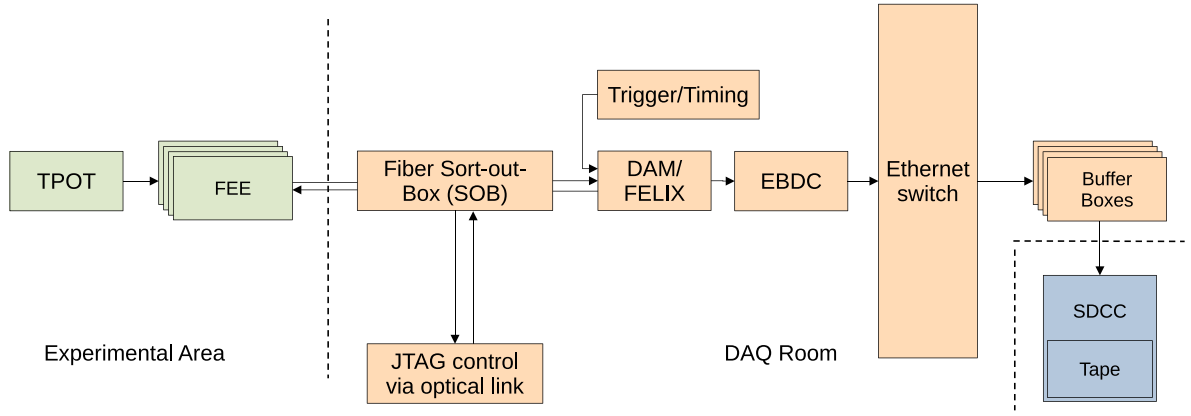 Trigger/Timing
TPOT
FEE
Fiber Sort-out-
Box (SOB)
DAM/
FELIX
EBDC
Ethernet
switch
Buffer
Boxes
SDCC
Tape
Experimental Area
JTAG control
via optical link
DAQ Room